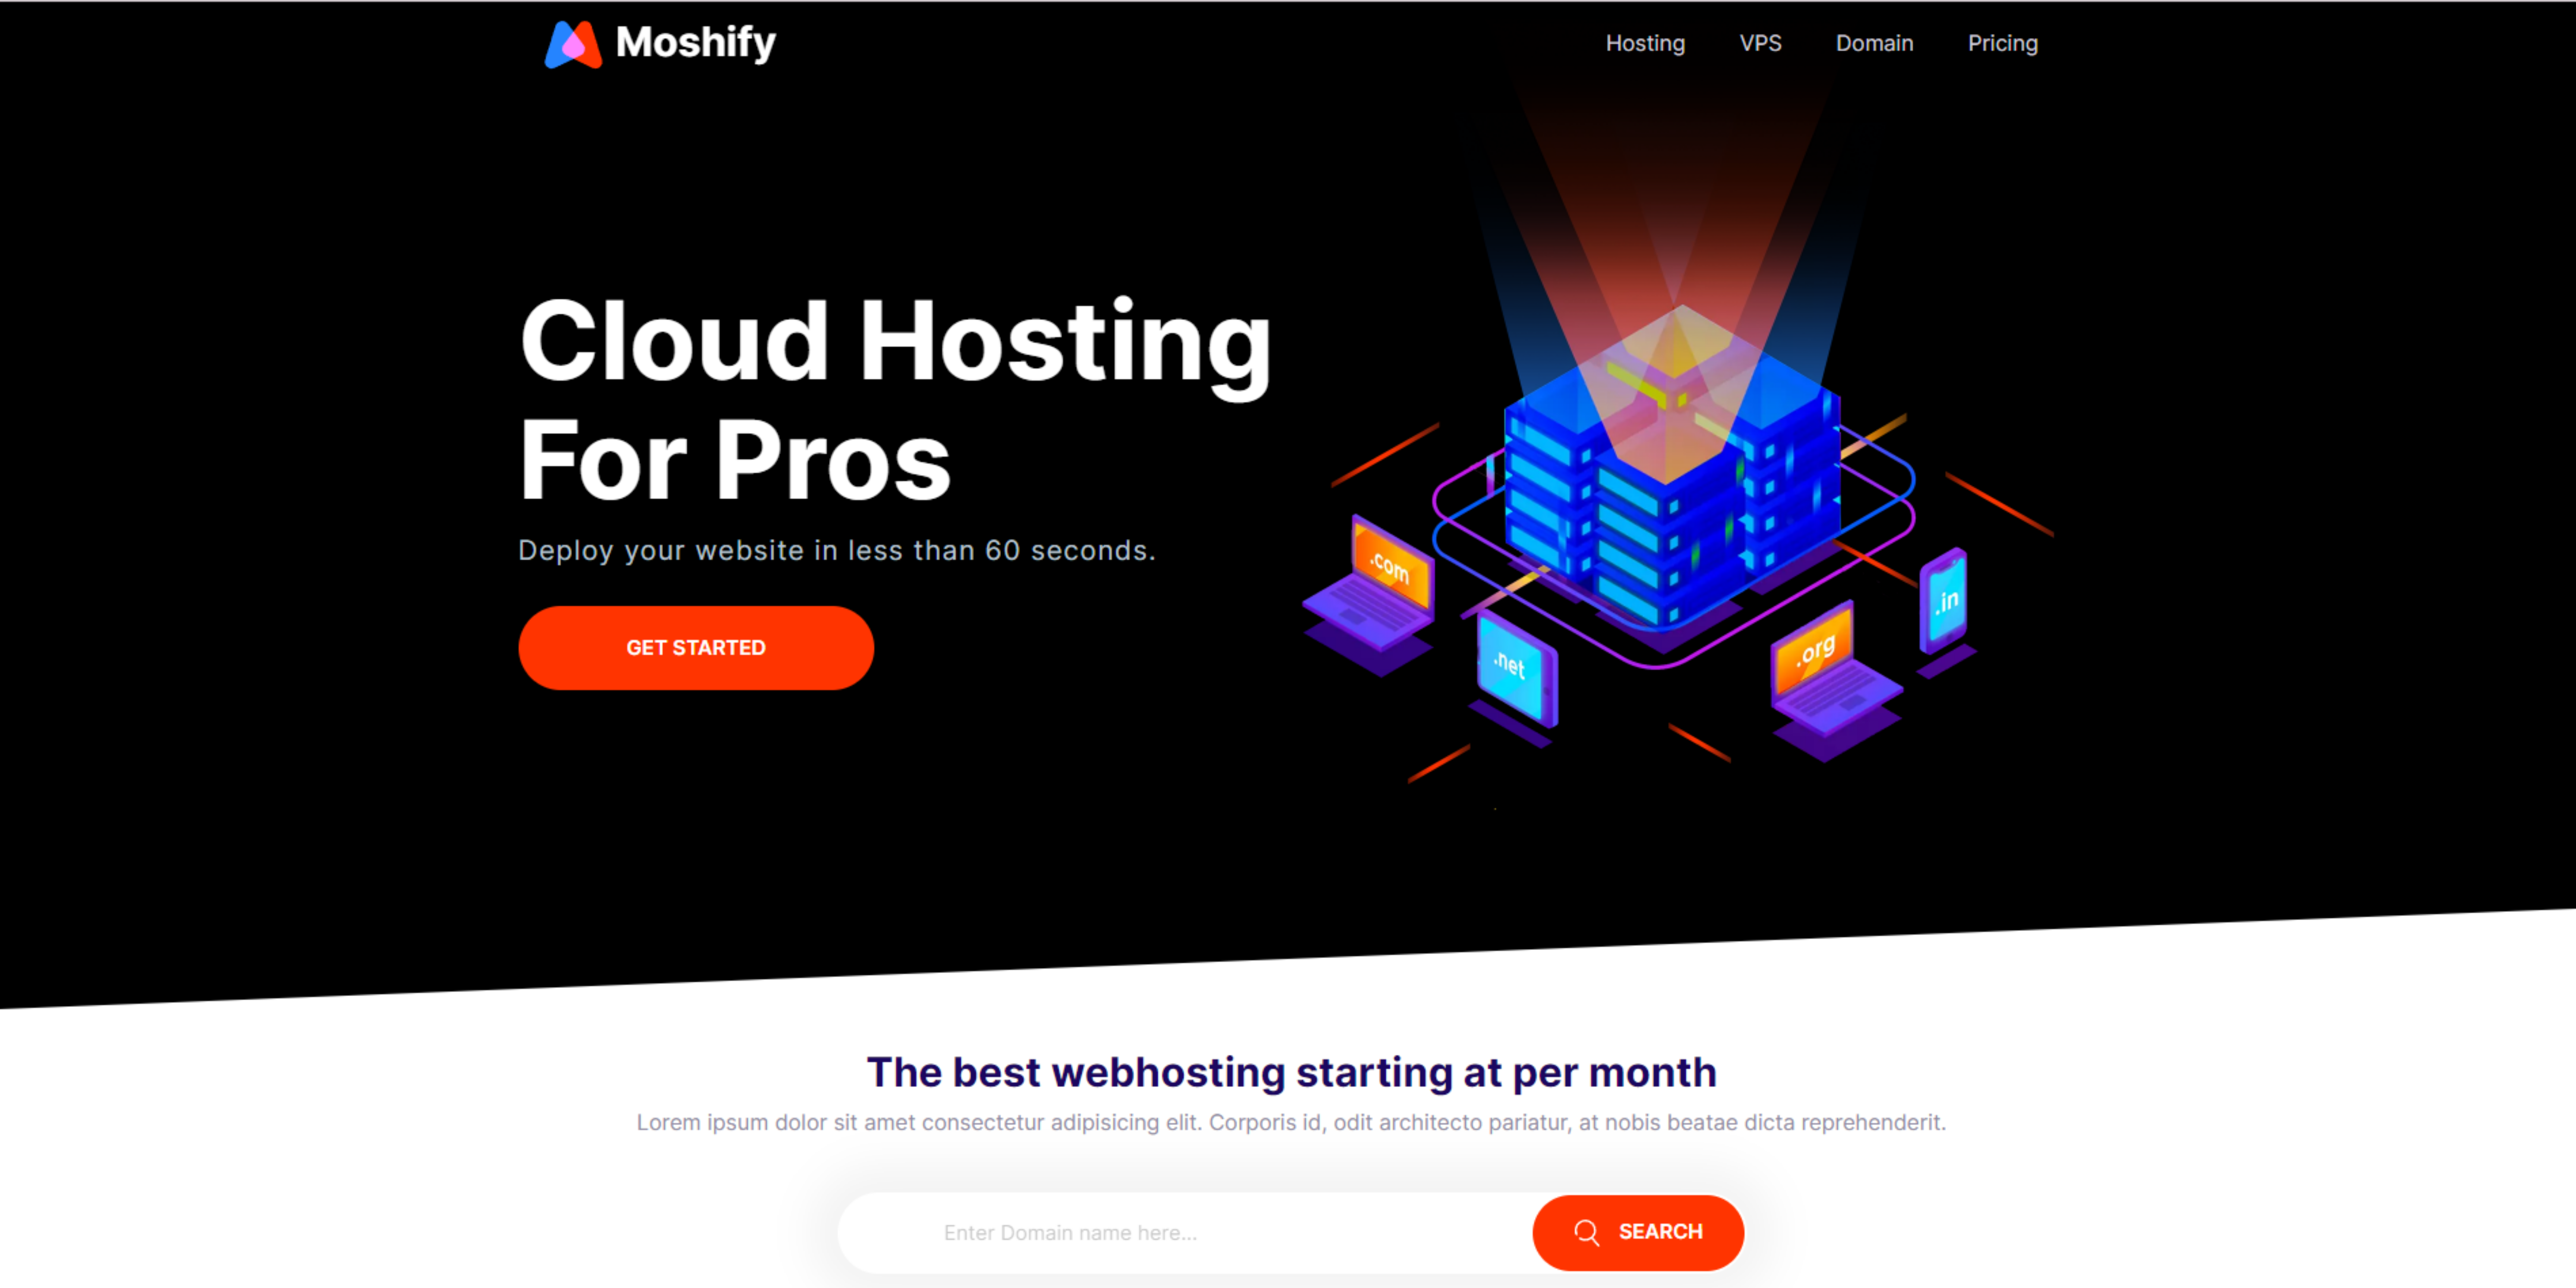 Moshify
Hosting VPS Domain Pricing
Cloud Hosting
For Pros
Deploy your website in less than 60 seconds.
GET STARTED
.com
.net
.org
.in
The best webhosting starting at per month
Lorem ipsum dolor sit amet consectetur adipisicing elit. Corporis id, odit architecto pariatur, at nobis beatae dicta reprehenderit.
Enter Domain name here...
SEARCH